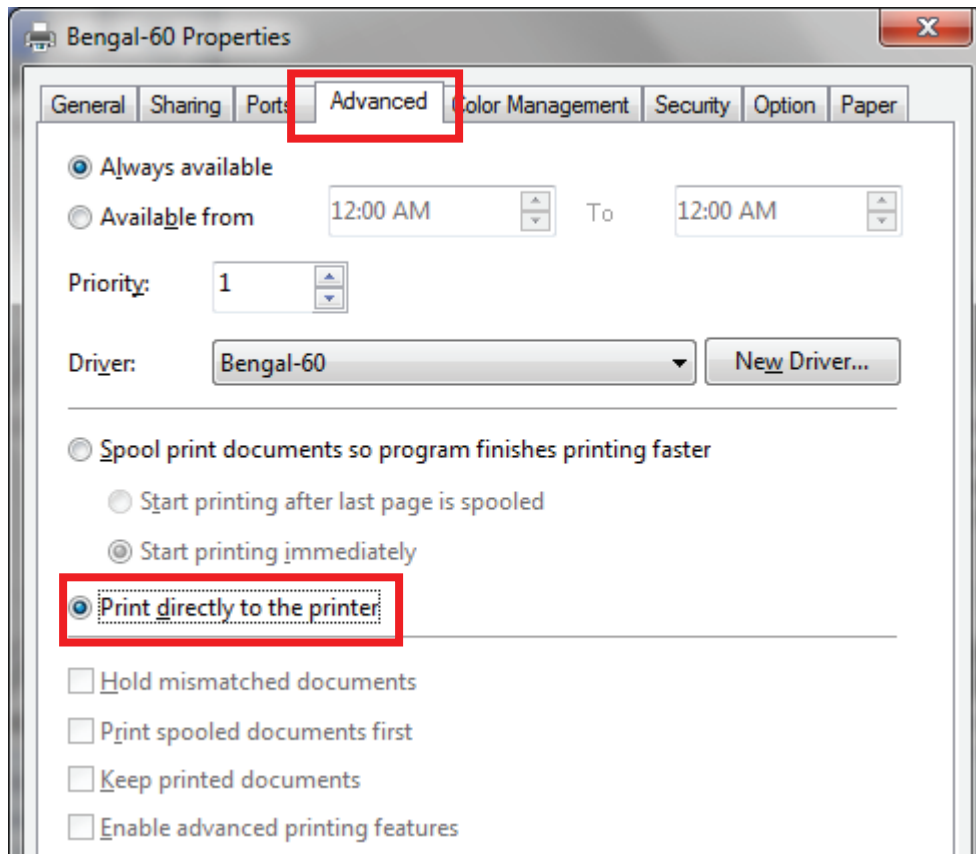 Bengal-60 Properties
General Sharing Ports Advanced Color Management Security Option Paper
Always available
Available from 12:00 AM To 12:00 AM
Priority: 1
Driver: Bengal-60 New Driver...
Spool print documents so program finishes printing faster
Start printing after last page is spooled
Start printing immediately
Print directly to the printer
Hold mismatched documents
Print spooled documents first
Keep printed documents
Enable advanced printing features